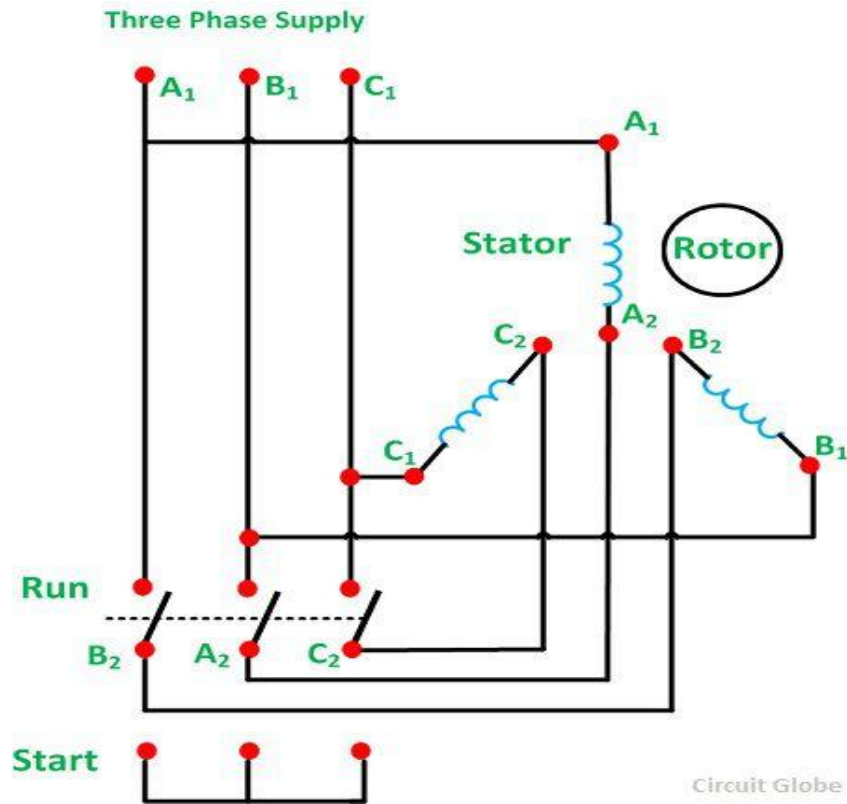 Three Phase Supply
A₁ B₁ C₁
A₁
Stator Rotor
A₂
C₂ B₂
C₁ B₁
Run
B₂ A₂ C₂
Start
Circuit Globe